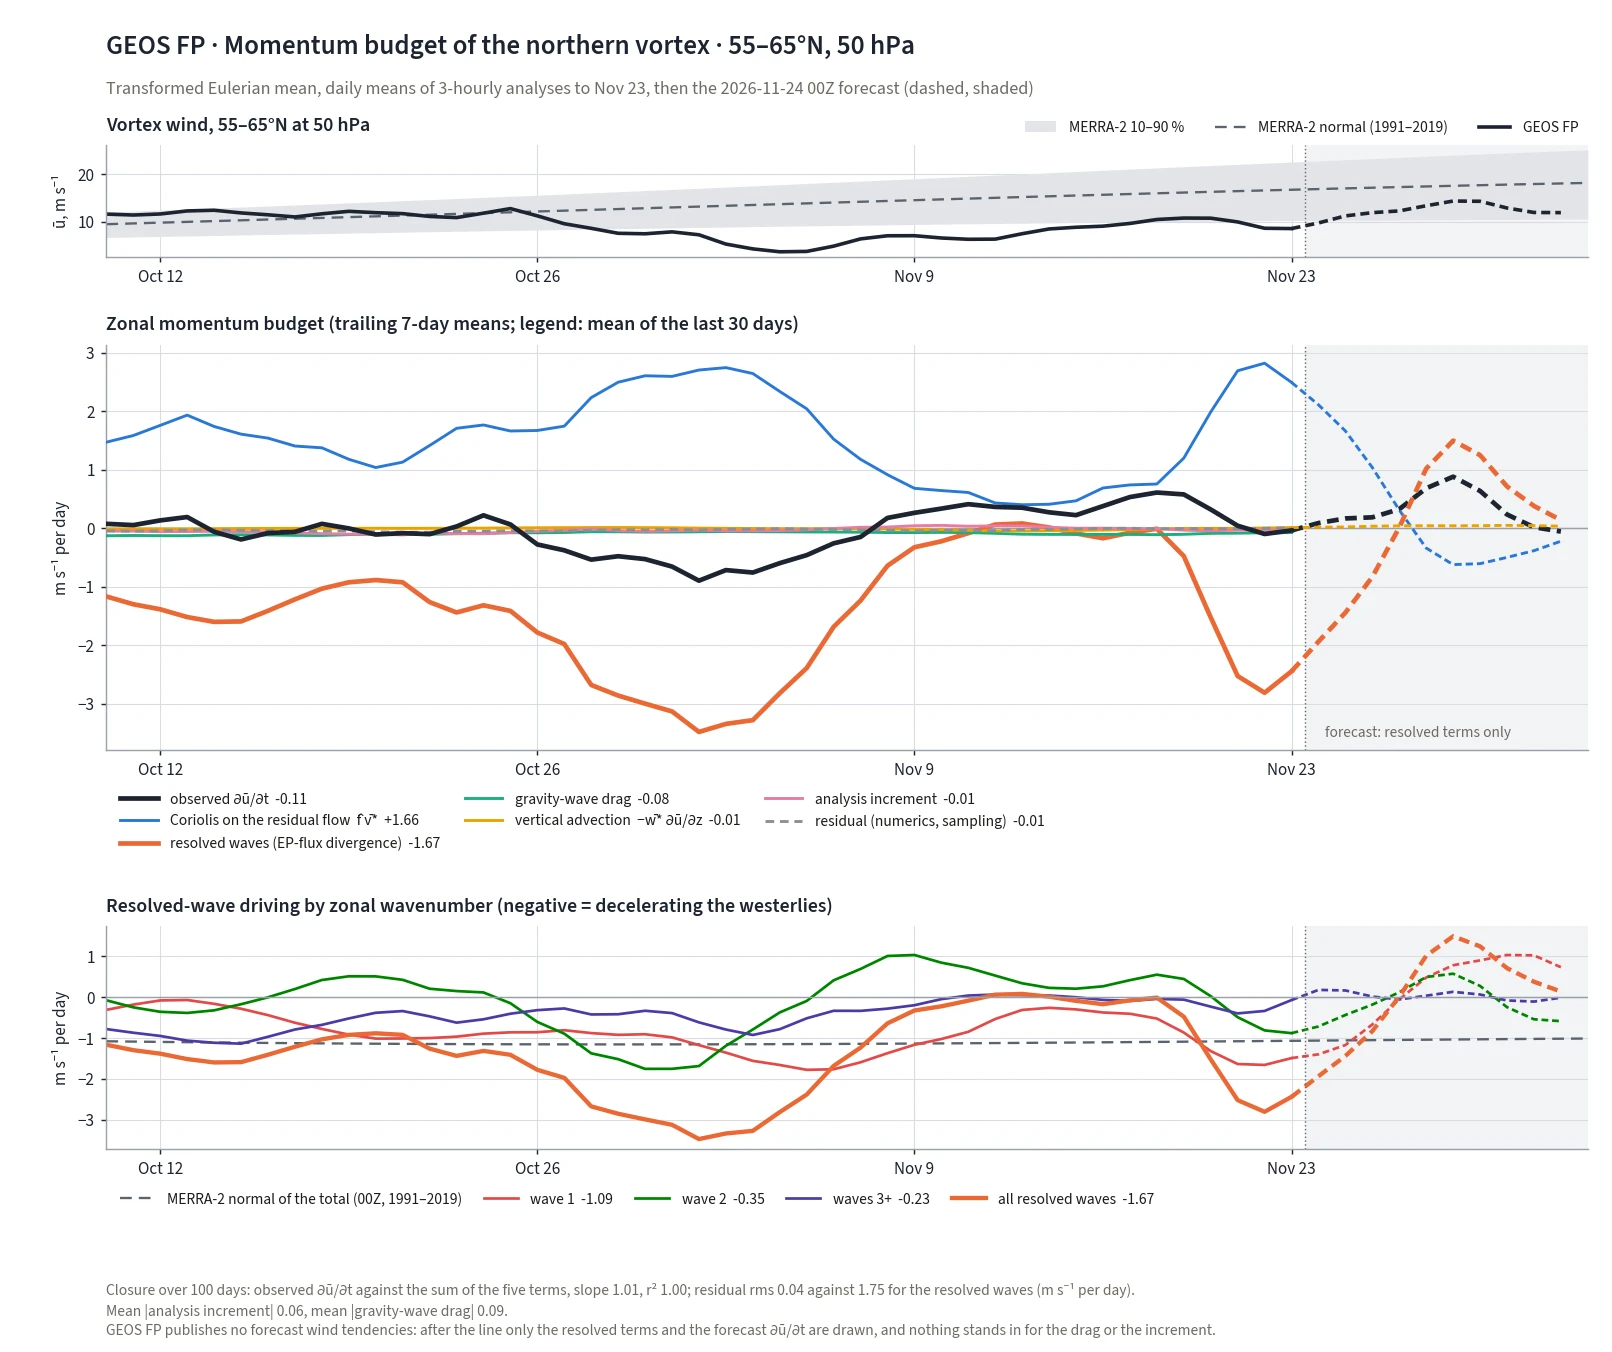 GEOS FP · Momentum budget of the northern vortex · 55–65°N, 50 hPa
Transformed Eulerian mean, daily means of 3-hourly analyses to Nov 23, then the 2026-11-24 00Z forecast (dashed, shaded)
Vortex wind, 55–65°N at 50 hPa
MERRA-2 10–90 %
MERRA-2 normal (1991–2019)
GEOS FP
ū, m s⁻¹
20
10
Oct 12
Oct 26
Nov 9
Nov 23
Zonal momentum budget (trailing 7-day means; legend: mean of the last 30 days)
m s⁻¹ per day
3
2
1
0
−1
−2
−3
forecast: resolved terms only
Oct 12
Oct 26
Nov 9
Nov 23
observed ∂ū/∂t -0.11
gravity-wave drag -0.08
analysis increment -0.01
Coriolis on the residual flow f v̄* +1.66
vertical advection −w̄* ∂ū/∂z -0.01
residual (numerics, sampling) -0.01
resolved waves (EP-flux divergence) -1.67
Resolved-wave driving by zonal wavenumber (negative = decelerating the westerlies)
m s⁻¹ per day
1
0
−1
−2
−3
Oct 12
Oct 26
Nov 9
Nov 23
MERRA-2 normal of the total (00Z, 1991–2019)
wave 1 -1.09
wave 2 -0.35
waves 3+ -0.23
all resolved waves -1.67
Closure over 100 days: observed ∂ū/∂t against the sum of the five terms, slope 1.01, r² 1.00; residual rms 0.04 against 1.75 for the resolved waves (m s⁻¹ per day).
Mean |analysis increment| 0.06, mean |gravity-wave drag| 0.09.
GEOS FP publishes no forecast wind tendencies: after the line only the resolved terms and the forecast ∂ū/∂t are drawn, and nothing stands in for the drag or the increment.